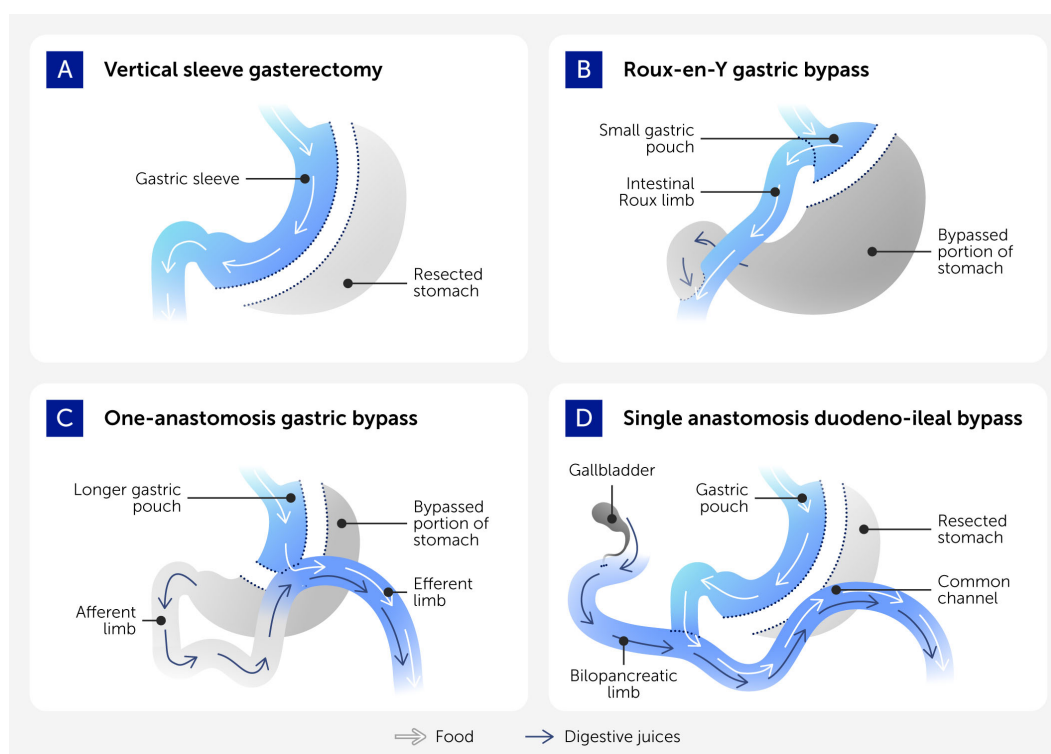 A Vertical sleeve gasterectomy
Gastric sleeve
Resected
stomach
B Roux-en-Y gastric bypass
Small gastric
pouch
Intestinal
Roux limb
Bypassed
portion of
stomach
C One-anastomosis gastric bypass
Longer gastric
pouch
Bypassed
portion of
stomach
Afferent
limb
Efferent
limb
D Single anastomosis duodeno-ileal bypass
Gallbladder
Gastric
pouch
Resected
stomach
Common
channel
Bilopancreatic
limb
Food
Digestive juices